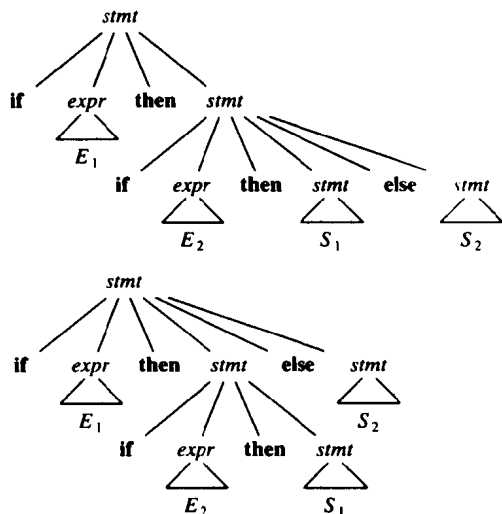 stmt
if expr then stmt
E1
if expr then stmt else stmt
E2 S1 S2
stmt
if expr then stmt else stmt
E1 S2
if expr then stmt
E2 S1